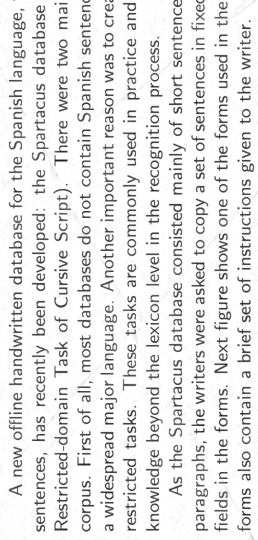 A new offline handwritten database for the Spanish language,
sentences, has recently been developed: the Spartacus database
Restricted-domain Task of Cursive Script). There were two mai
corpus. First of all, most databases do not contain Spanish sentenc
a widespread major language. Another important reason was to crea
restricted tasks. These tasks are commonly used in practice and
knowledge beyond the lexicon level in the recognition process.
As the Spartacus database consisted mainly of short sentence
paragraphs, the writers were asked to copy a set of sentences in fixed
fields in the forms. Next figure shows one of the forms used in the
forms also contain a brief set of instructions given to the writer.